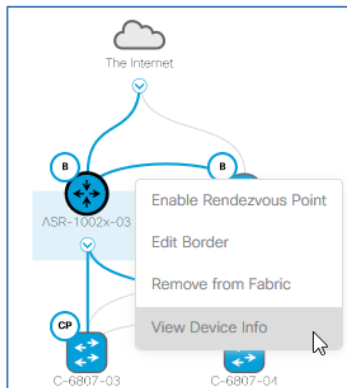 The Internet
B
B
ASR-1002x-03
Enable Rendezvous Point
Edit Border
Remove from Fabric
View Device Info
CP
C-6807-03
C-6807-04